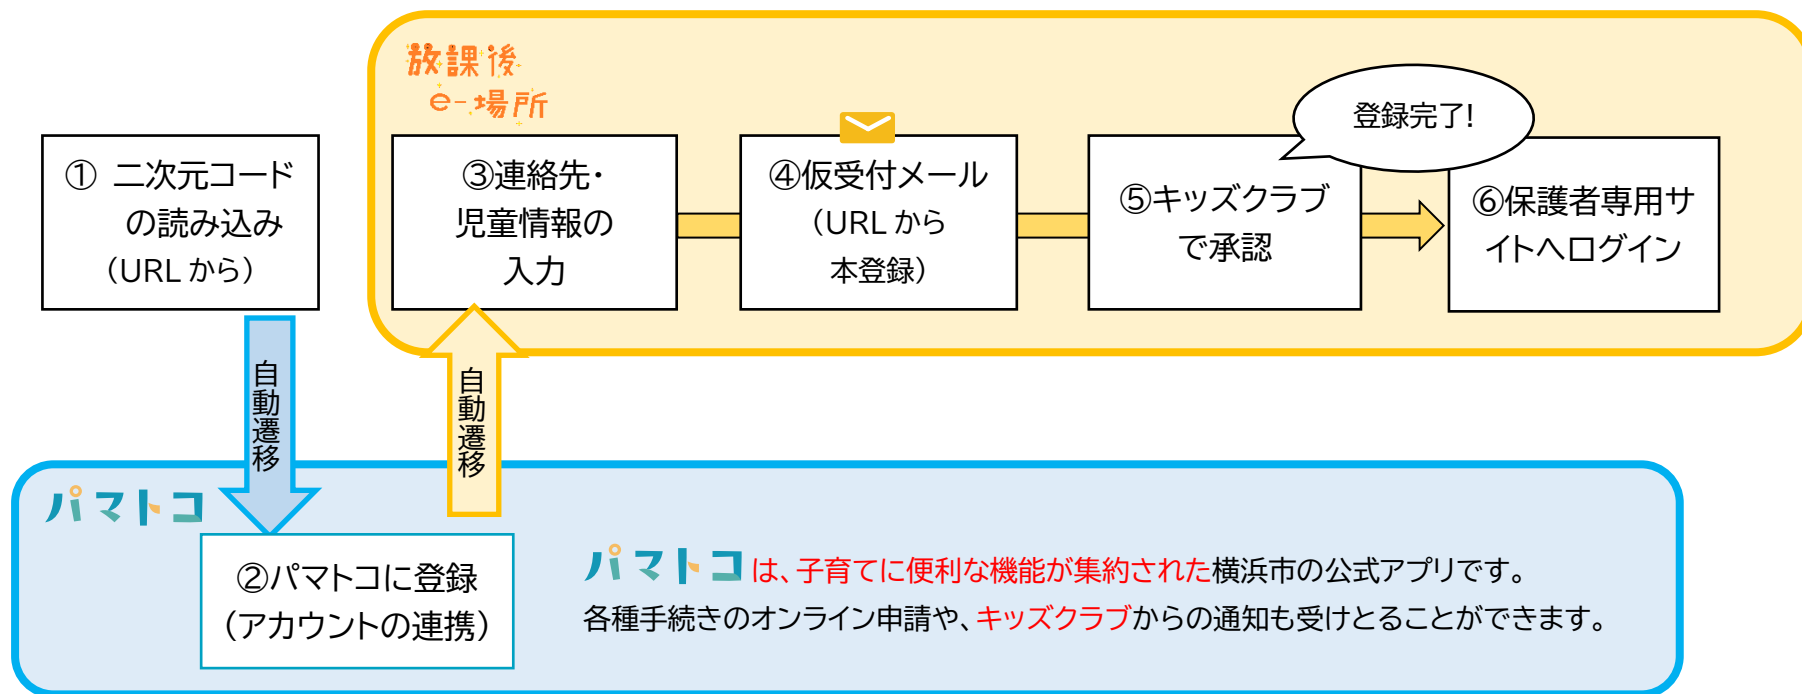 放課後
e-場所
① 二次元コード
の読み込み
（URLから）
③連絡先・
児童情報の
入力
④仮受付メール
（URLから
本登録）
⑤キッズクラブ
で承認
登録完了!
⑥保護者専用サ
イトへログイン
自動遷移
自動遷移
パマトコ
②パマトコに登録
（アカウントの連携）
パマトコは、子育てに便利な機能が集約された横浜市の公式アプリです。
各種手続きのオンライン申請や、キッズクラブからの通知も受けとることができます。